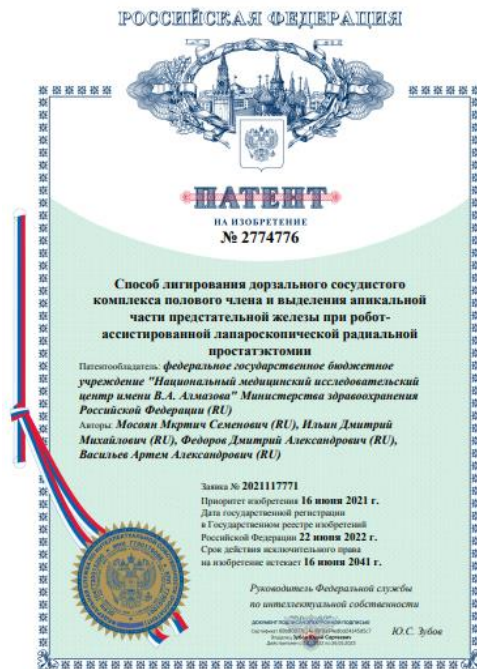 РОССИЙСКАЯ ФЕДЕРАЦИЯ
ПАТЕНТ
НА ИЗОБРЕТЕНИЕ
№ 2774776
Способ лигирования дорзального сосудистого
комплекса полового члена и выделения апикальной
части предстательной железы при робот-
ассистированной лапароскопической радиальной
простатэктомии
Патентообладатель: федеральное государственное бюджетное
учреждение "Национальный медицинский исследовательский
центр имени В.А. Алмазова" Министерства здравоохранения
Российской Федерации (RU)
Авторы: Мосоян Мкртич Семенович (RU), Ильин Дмитрий
Михайлович (RU), Федоров Дмитрий Александрович (RU),
Васильев Артем Александрович (RU)
Заявка № 2021117771
Приоритет изобретения 16 июня 2021 г.
Дата государственной регистрации
в Государственном реестре изобретений
Российской Федерации 22 июня 2022 г.
Срок действия исключительного права
на изобретение истекает 16 июня 2041 г.
Руководитель Федеральной службы
по интеллектуальной собственности
ДОКУМЕНТ ПОДПИСАН ЭЛЕКТРОННОЙ ПОДПИСЬЮ
Ю.С. Зубов